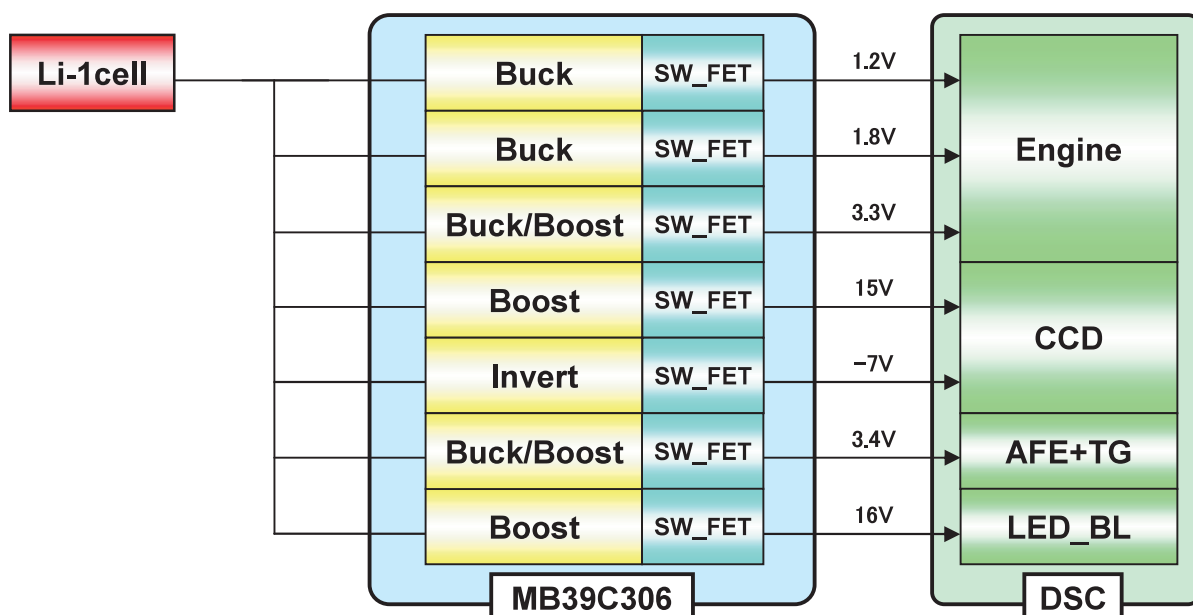 Li-1cell
Buck SW_FET 1.2V
Buck SW_FET 1.8V
Engine
Buck/Boost SW_FET 3.3V
Boost SW_FET 15V
CCD
Invert SW_FET −7V
Buck/Boost SW_FET 3.4V AFE+TG
Boost SW_FET 16V LED_BL
MB39C306 DSC